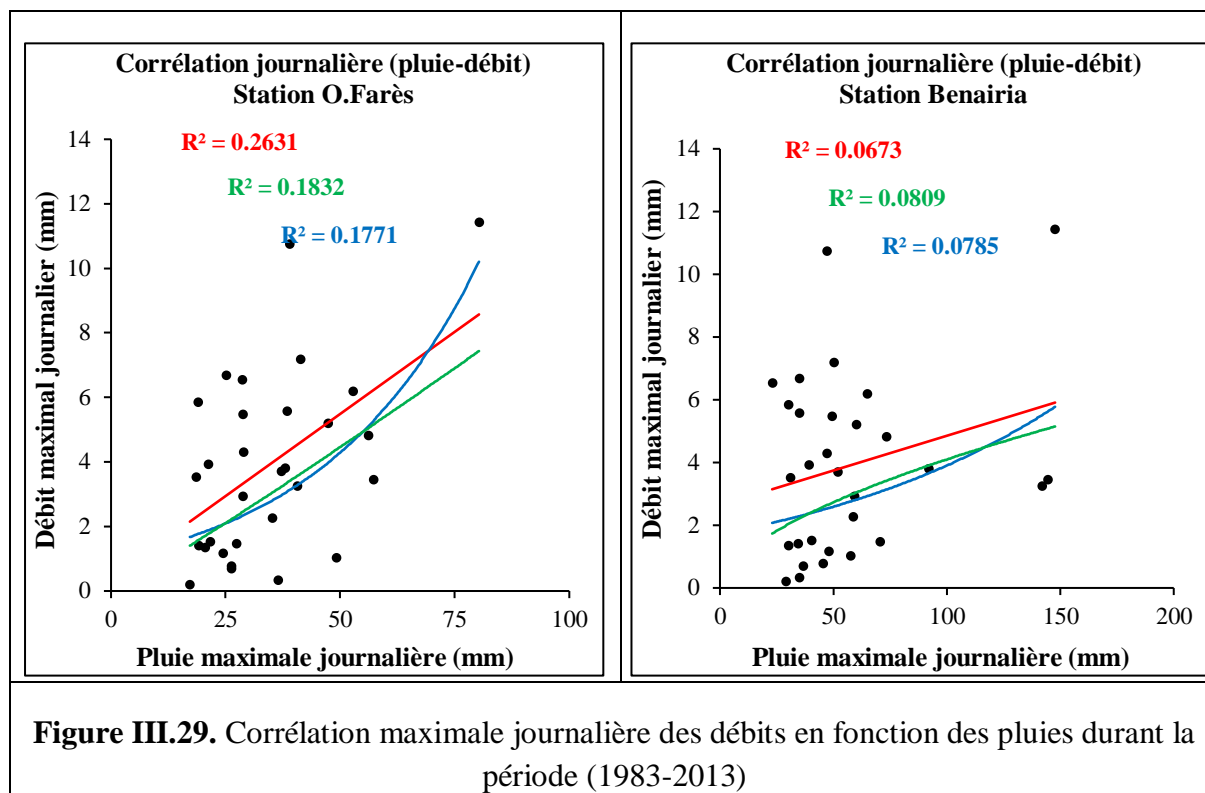 Corrélation journalière (pluie-débit)
Station O.Farès
R² = 0.2631
R² = 0.1832
R² = 0.1771
Débit maximal journalier (mm)
14
12
10
8
6
4
2
0
0 25 50 75 100
Pluie maximale journalière (mm)
Corrélation journalière (pluie-débit)
Station Benairia
R² = 0.0673
R² = 0.0809
R² = 0.0785
Débit maximal journalier (mm)
14
12
10
8
6
4
2
0
0 50 100 150 200
Pluie maximale journalière (mm)
Figure III.29. Corrélation maximale journalière des débits en fonction des pluies durant la
période (1983-2013)